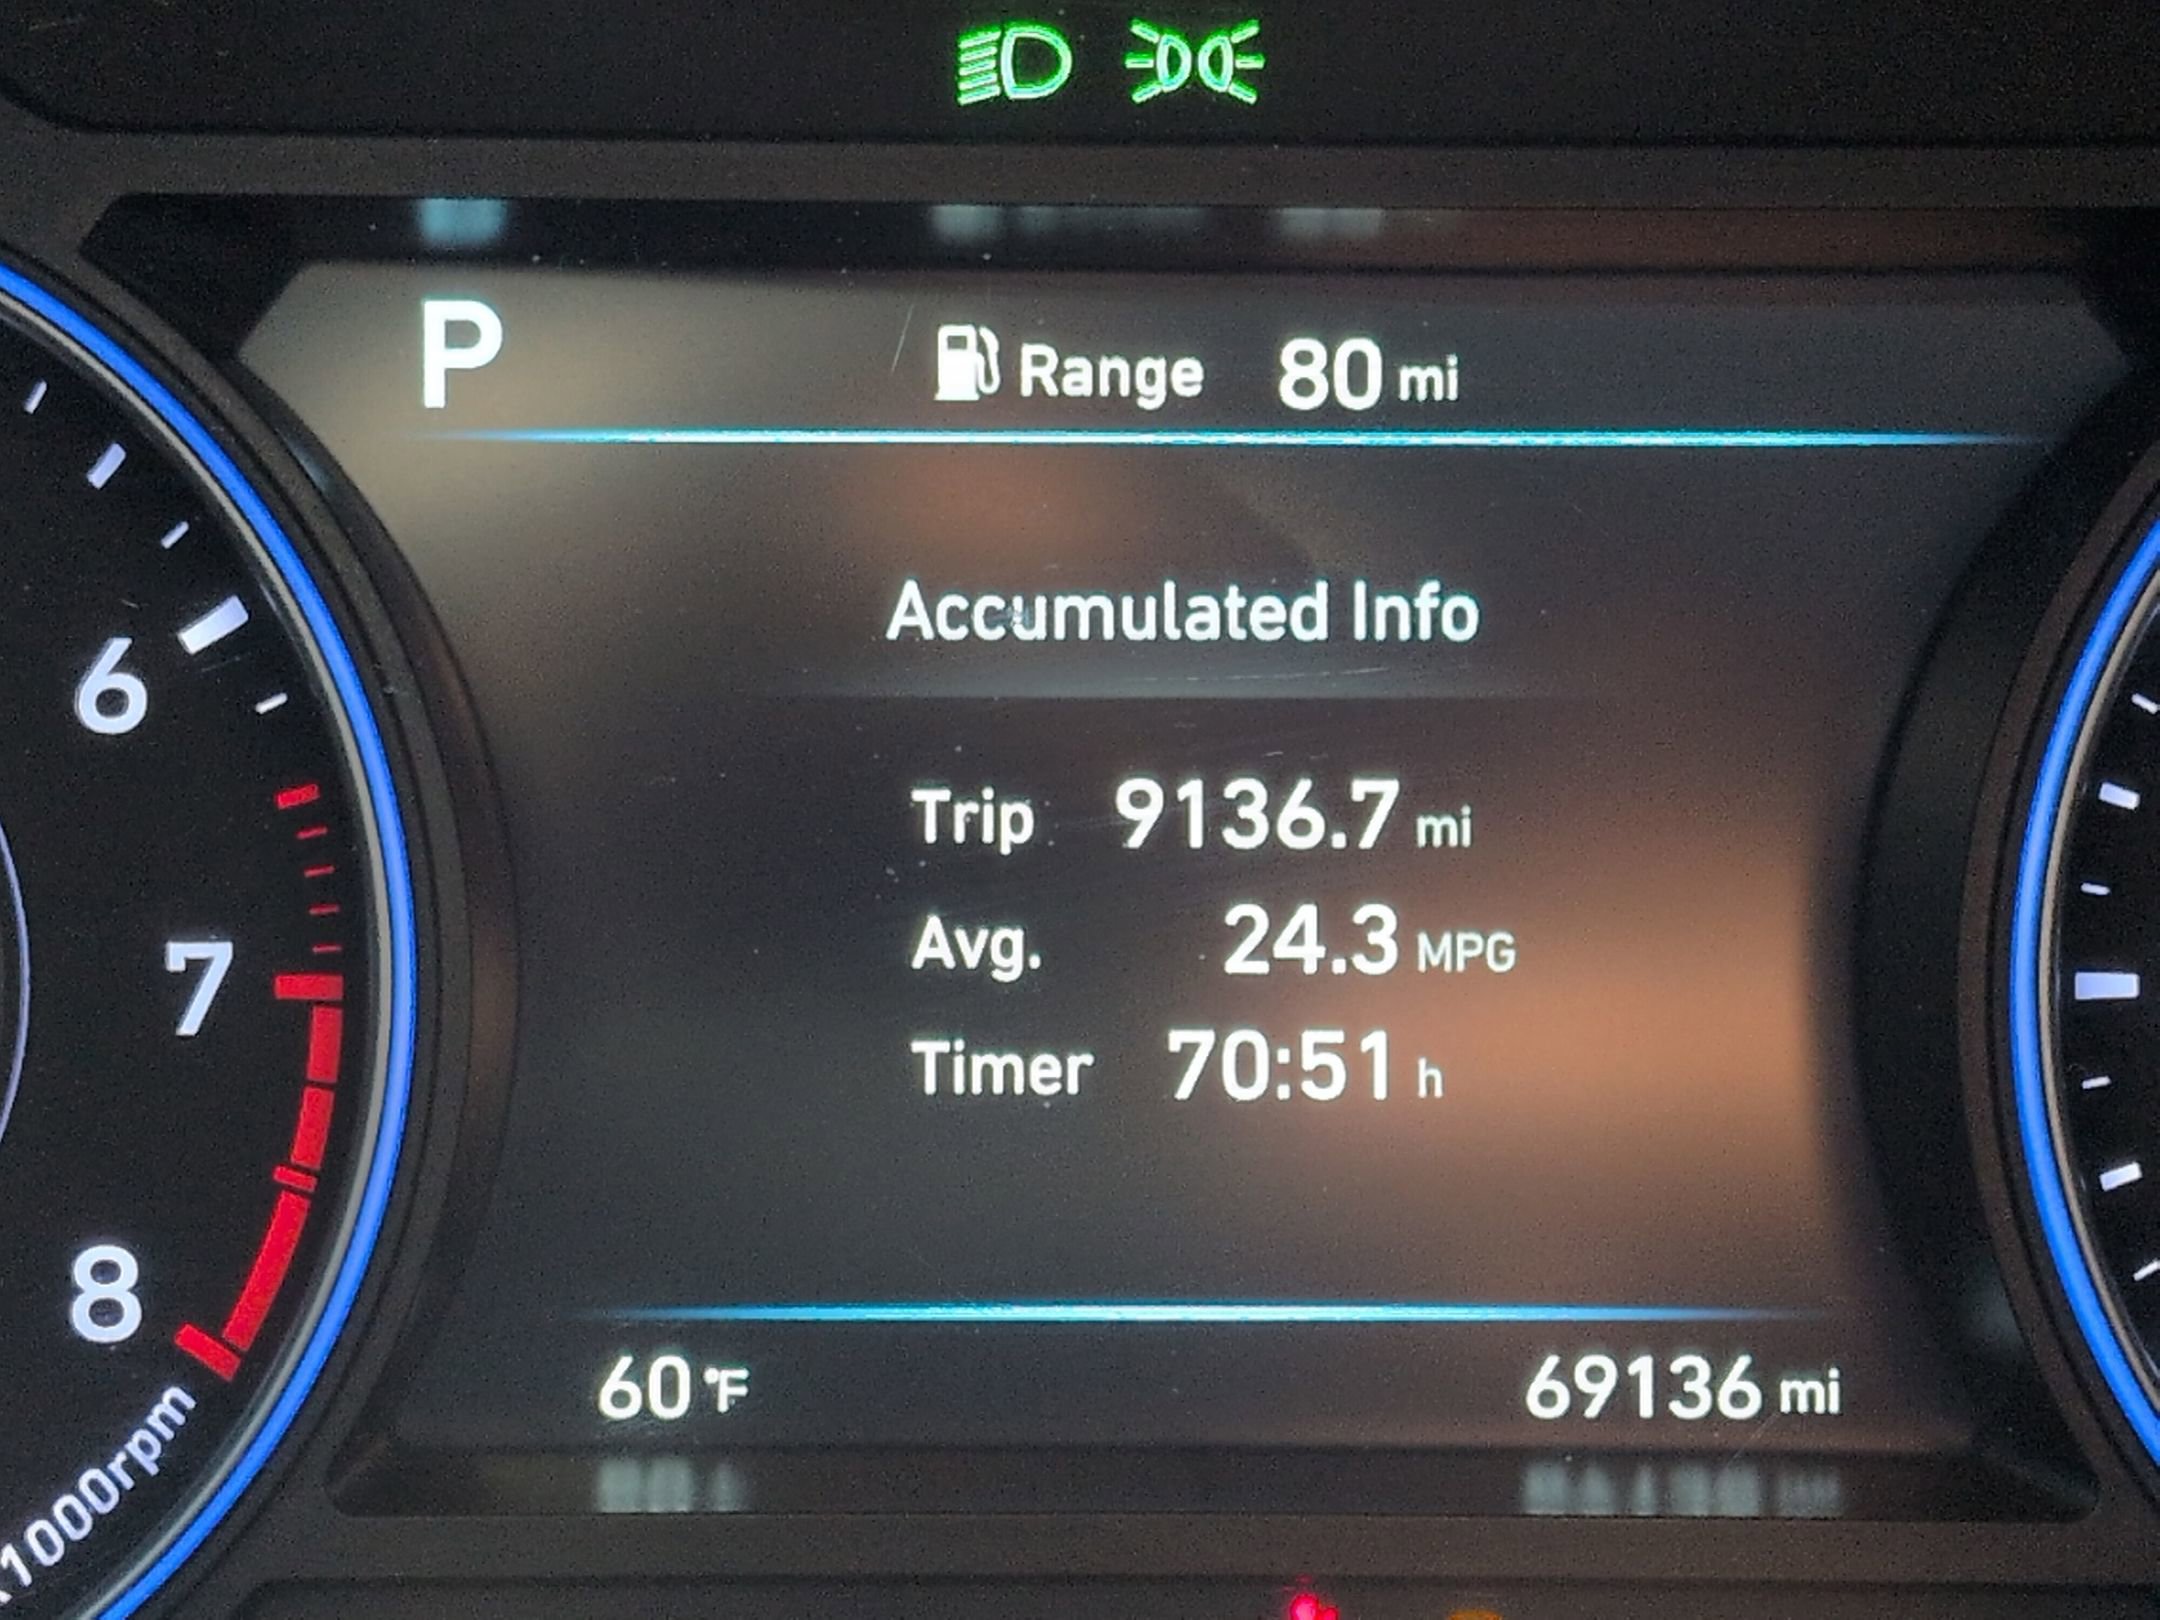 P Range 80 mi
Accumulated Info
6
Trip 9136.7 mi
Avg. 24.3 MPG
7
Timer 70:51 h
8
60°F 69136 mi
x1000rpm